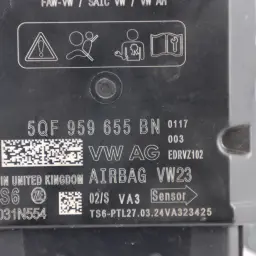 FAW-VW / SAIC VW / VW AM
5QF 959 655 BN 0117
003
VW AG EDRVZ102
IN UNITED KINGDOM AIRBAG VW23
S6 02/S VA3 Sensor
031N554 TS6-PTL27.03.24VA323425